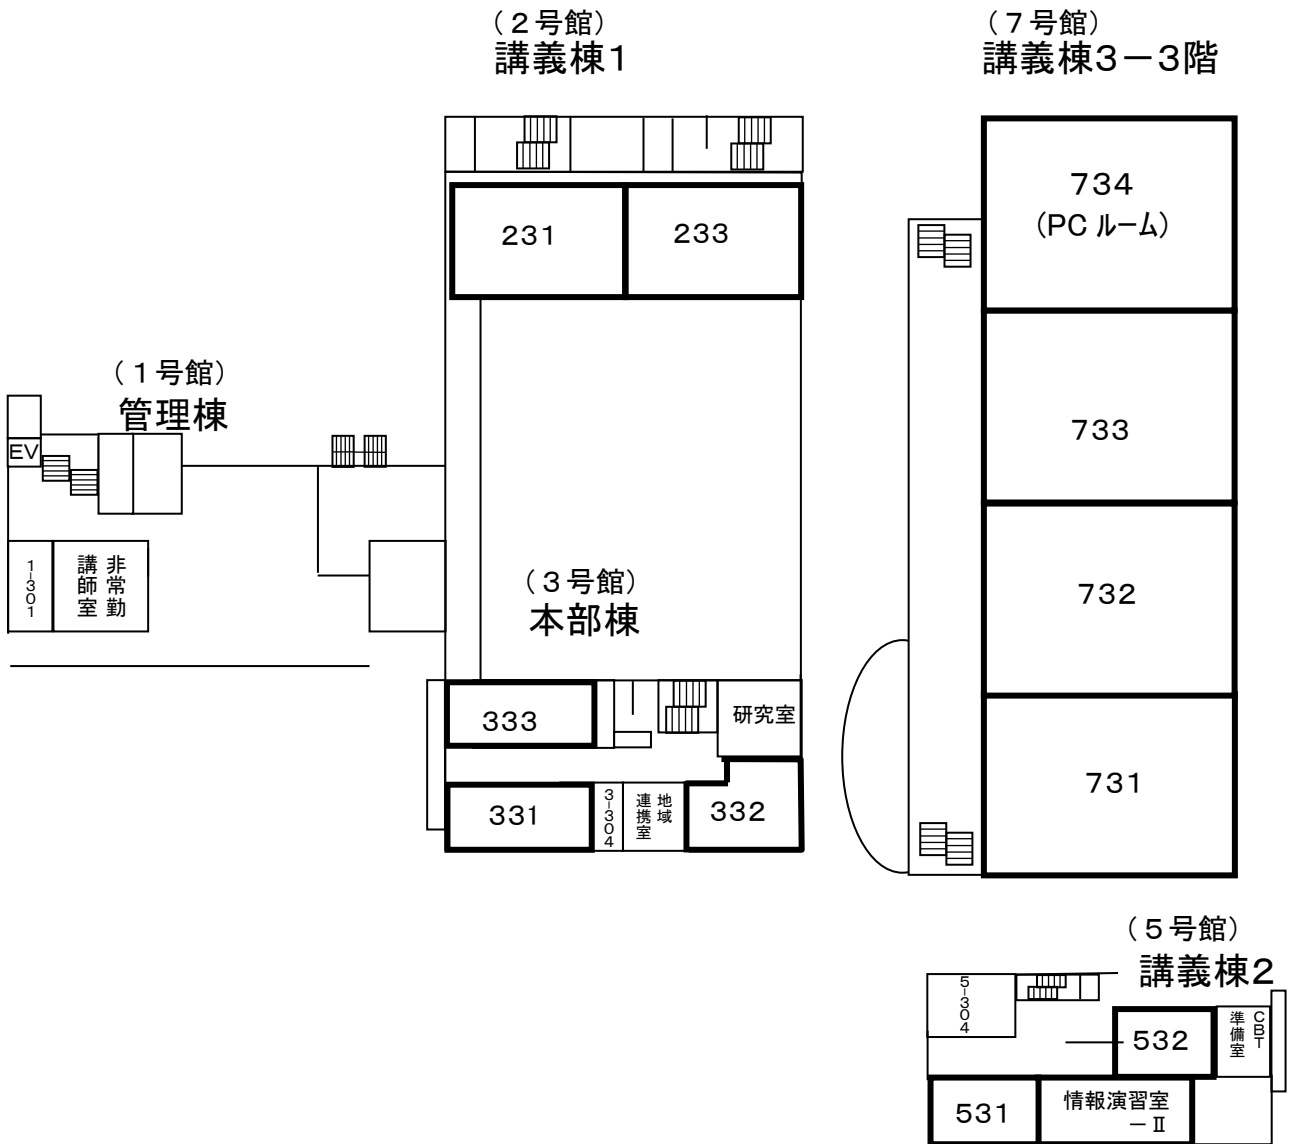 （２号館）
講義棟1
（７号館）
講義棟3－3階
231
233
734
（PC ルーム）
733
732
731
（１号館）
管理棟
EV
1-301
非常勤
講師室
（３号館）
本部棟
333
研究室
331
3-304
地域
連携室
332
（５号館）
講義棟2
5-304
532
CBT
準備室
531
情報演習室
－Ⅱ